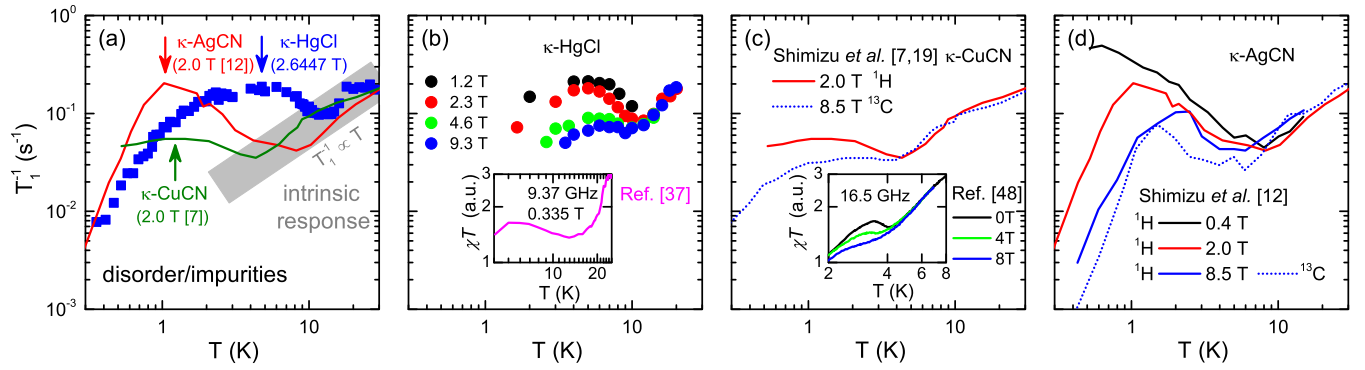 (a)
κ-AgCN
(2.0 T [12])
κ-HgCl
(2.6447 T)
κ-CuCN
(2.0 T [7])
T₁⁻¹ ∝ T
intrinsic
response
disorder/impurities
T₁⁻¹ (s⁻¹)
10⁰
10⁻¹
10⁻²
10⁻³
1
10
T (K)
(b)
κ-HgCl
1.2 T
2.3 T
4.6 T
9.3 T
9.37 GHz
0.335 T
Ref. [37]
χT (a.u.)
3
2
1
10
20
T (K)
1
10
T (K)
(c)
Shimizu et al. [7,19] κ-CuCN
2.0 T ¹H
8.5 T ¹³C
16.5 GHz
Ref. [48]
0T
4T
8T
χT (a.u.)
3
2
1
2
4
6
8
T (K)
1
10
T (K)
(d)
κ-AgCN
Shimizu et al. [12]
¹H 0.4 T
¹H 2.0 T
¹H 8.5 T ¹³C
1
10
T (K)